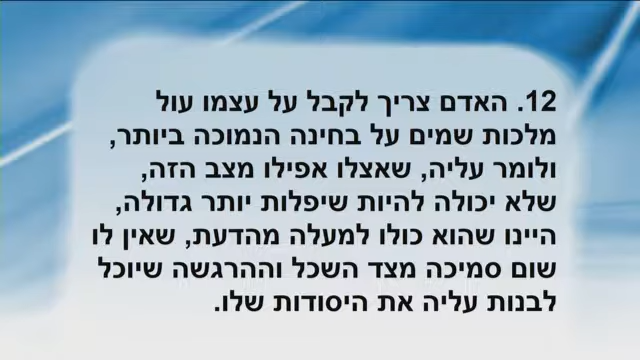 12. האדם צריך לקבל על עצמו עול
מלכות שמים על בחינה הנמוכה ביותר,
ולומר עליה, שאצלו אפילו מצב הזה,
שלא יכולה להיות שיפלות יותר גדולה,
היינו שהוא כולו למעלה מהדעת, שאין לו
שום סמיכה מצד השכל וההרגשה שיוכל
לבנות עליה את היסודות שלו.